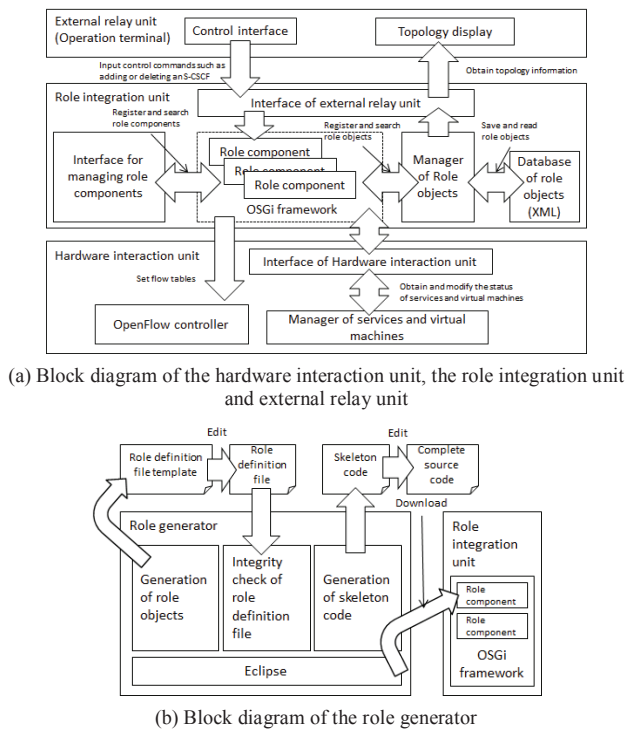 External relay unit
(Operation terminal)
Control interface
Topology display
Input control commands such as
adding or deleting an S-CSCF
Obtain topology information
Role integration unit
Interface of external relay unit
Register and search
role components
Register and search
role objects
Save and read
role objects
Interface for
managing role
components
Role component
Role component
Role component
OSGi framework
Manager
of Role
objects
Database
of role
objects
(XML)
Hardware interaction unit
Interface of Hardware interaction unit
Set flow tables
Obtain and modify the status
of services and virtual machines
OpenFlow controller
Manager of services and virtual
machines
(a) Block diagram of the hardware interaction unit, the role integration unit
and external relay unit
Edit
Edit
Role definition
file template
Role
definition
file
Skeleton
code
Complete
source
code
Download
Role generator
Role
integration
unit
Generation
of role
objects
Integrity
check of
role
definition
file
Generation
of skeleton
code
Role
component
Role
component
OSGi
framework
Eclipse
(b) Block diagram of the role generator